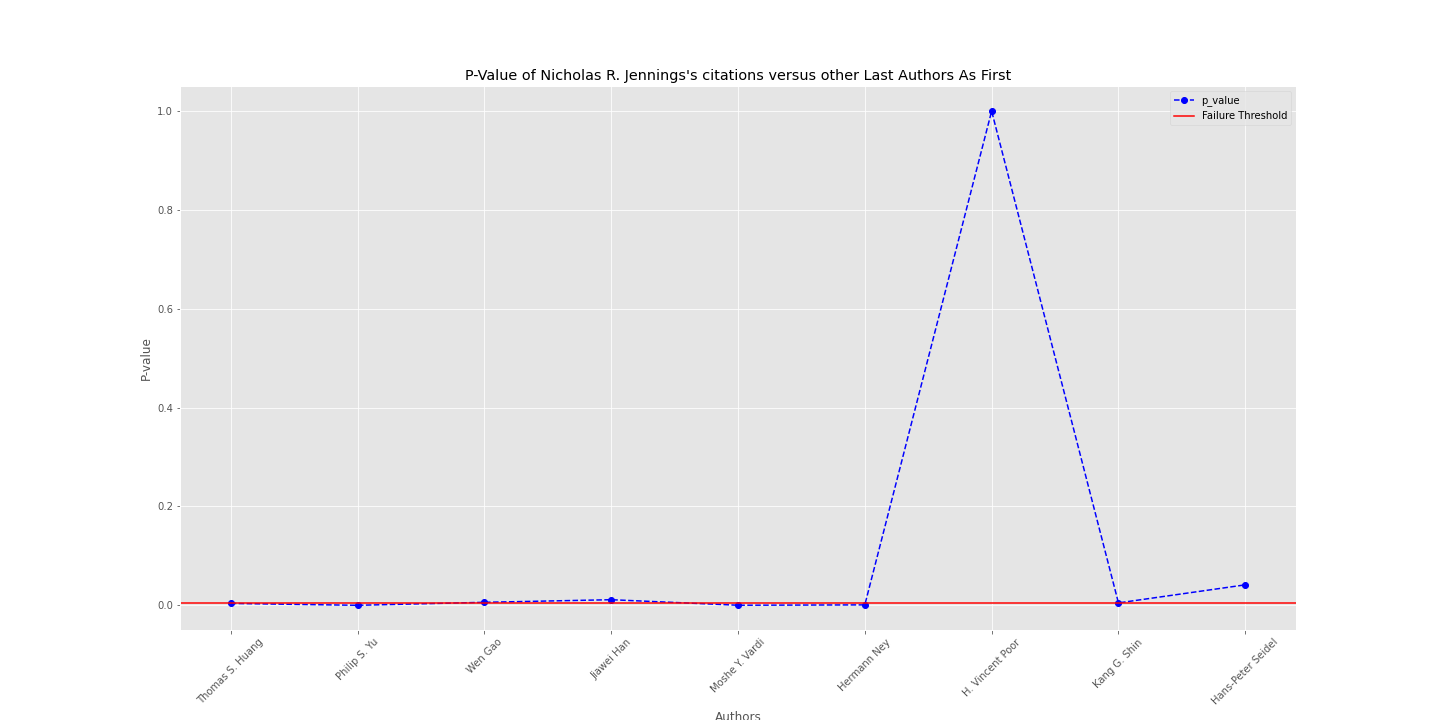 P-Value of Nicholas R. Jennings's citations versus other Last Authors As First
p_value
Failure Threshold
1.0
0.8
0.6
0.4
0.2
0.0
P-value
Thomas S. Huang
Philip S. Yu
Wen Gao
Jiawei Han
Moshe Y. Vardi
Hermann Ney
H. Vincent Poor
Kang G. Shin
Hans-Peter Seidel
Authors